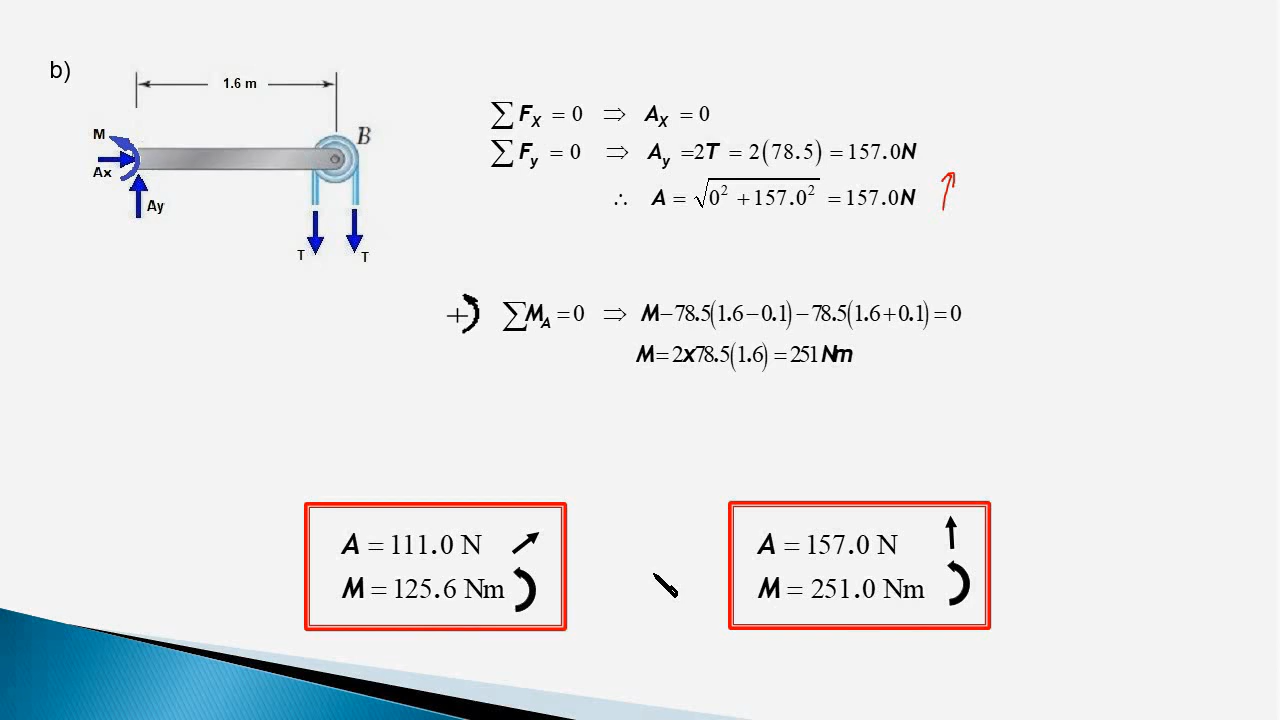 b)
1.6 m
M
B
Ax
Ay
T
T
∑ Fx = 0 ⇒ Ax = 0
∑ Fy = 0 ⇒ Ay =2T = 2(78.5) = 157.0N
∴ A = √(0² + 157.0²) = 157.0N
+ ∑MA = 0 ⇒ M−78.5(1.6−0.1)−78.5(1.6+0.1)=0
M=2x78.5(1.6)=251Nm
A = 111.0 N
M = 125.6 Nm
A = 157.0 N
M = 251.0 Nm